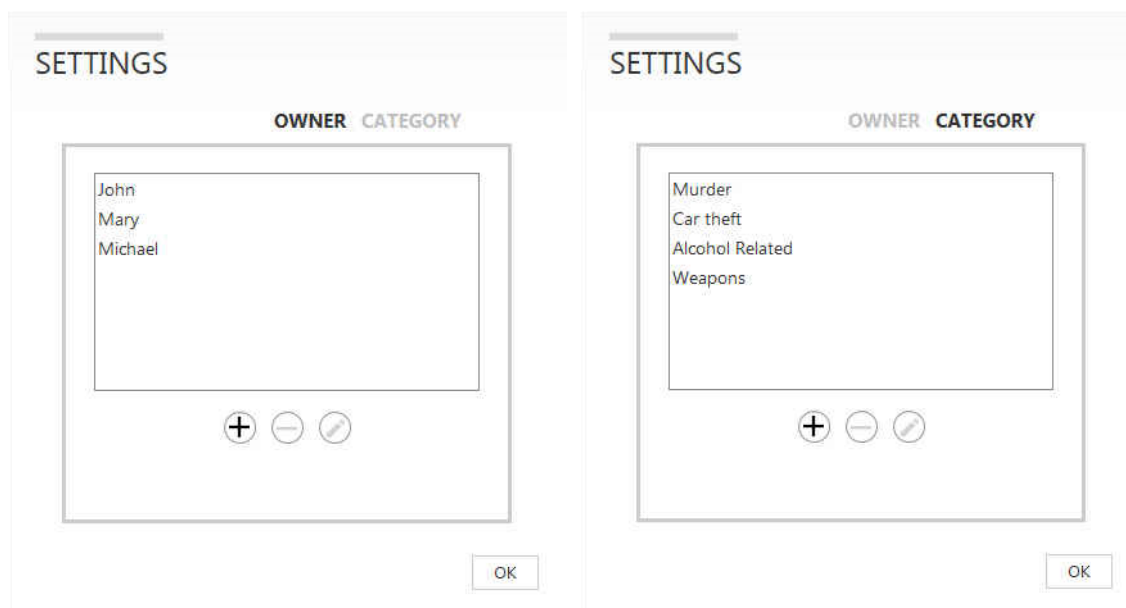 SETTINGS
OWNER CATEGORY
John
Mary
Michael
OK
SETTINGS
OWNER CATEGORY
Murder
Car theft
Alcohol Related
Weapons
OK